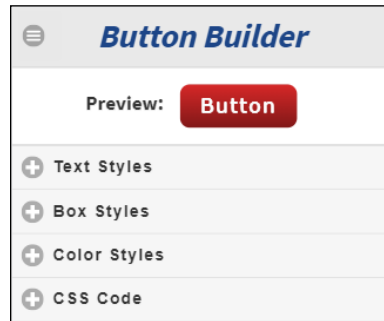 Button Builder
Preview: Button
Text Styles
Box Styles
Color Styles
CSS Code